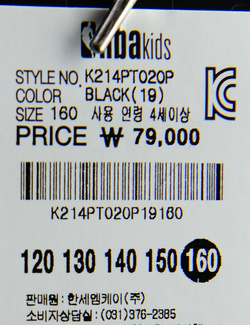 nbakids
STYLE NO. K214PT020P
COLOR BLACK(19)
SIZE 160 사용 연령 4세이상
PRICE ₩ 79,000
K214PT020P19160
120 130 140 150 160
판매원 : 한세엠케이(주)
소비자상담실 : (031)376-2385